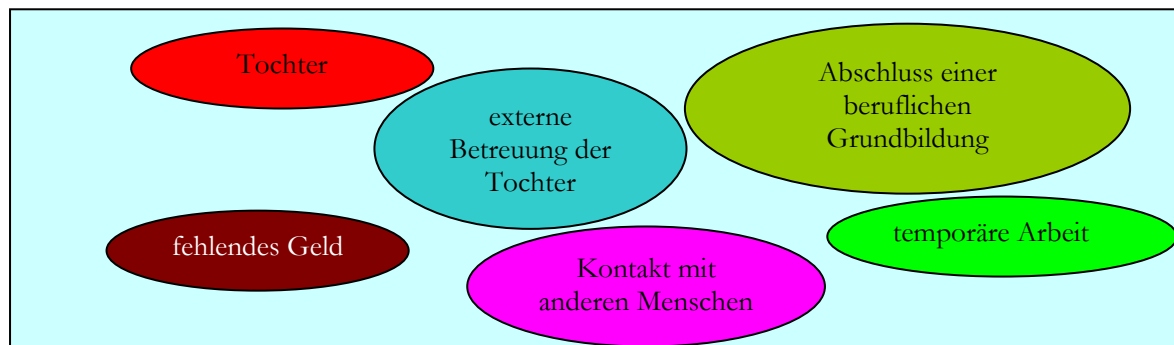 Tochter
externe
Betreuung der
Tochter
Abschluss einer
beruflichen
Grundbildung
fehlendes Geld
Kontakt mit
anderen Menschen
temporäre Arbeit